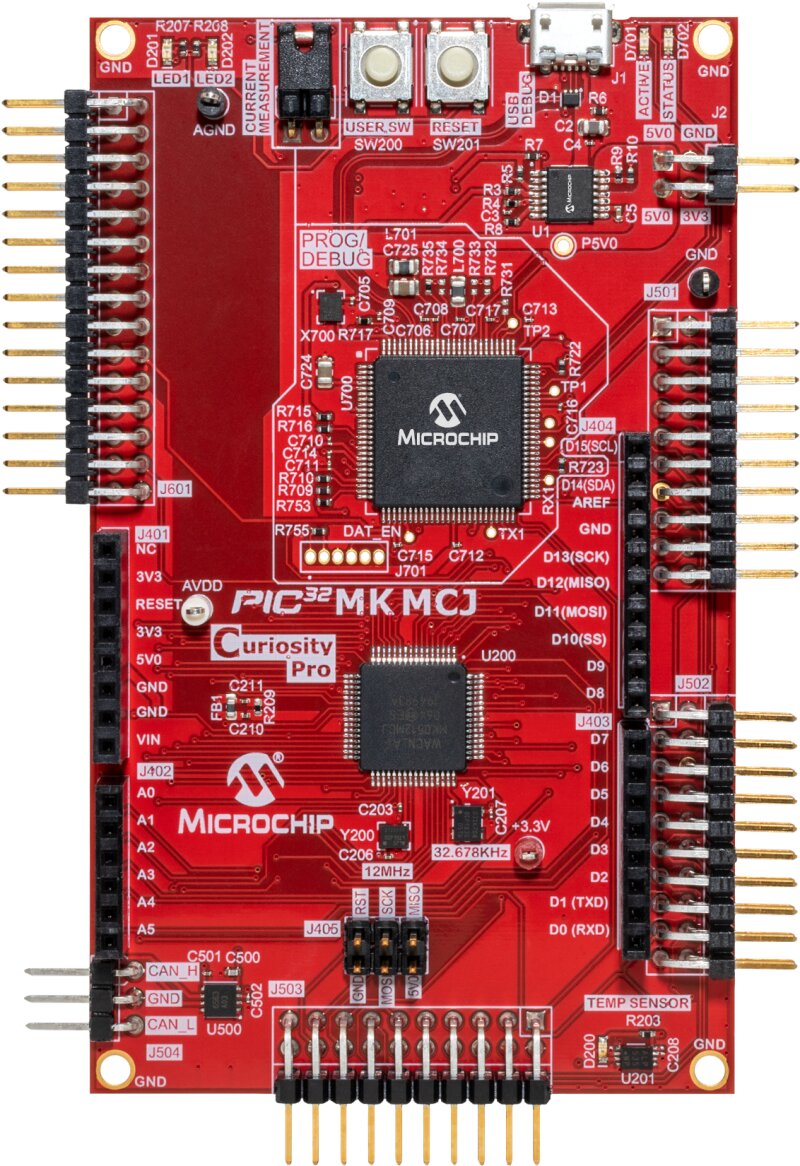 R207 R208
D201
D202
LED1 LED2
GND
AGND
CURRENT
MEASUREMENT
USER_SW
SW200
RESET
SW201
USB
DEBUG
J1
D1
R6
C2
C4
D701
D702
ACTIVE
STATUS
GND
J2
5V0 GND
5V0 3V3
R7
R5
R3
R4
C3
R8
R9
R10
C5
MICROCHIP
U1
P5V0
GND
PROG/
DEBUG
L701
C725
R735
R734
L700
R733
R732
R731
C705
C709
X700
R717
C706
C708
C707
C717
C713
TP2
J501
C724
U700
R722
TP1
C716
MICROCHIP
R715
R716
C710
C714
C711
R710
R709
R753
J404
D15(SCL)
R723
D14(SDA)
RX1
AREF
GND
D13(SCK)
D12(MISO)
D11(MOSI)
D10(SS)
D9
D8
J601
R755
DAT_EN
C715
C712
TX1
J701
J401
NC
3V3
RESET
3V3
5V0
GND
GND
VIN
AVDD
PIC32 MK MCJ
Curiosity
Pro
U200
C211
FB1
R209
C210
J502
J403
D7
D6
D5
D4
D3
D2
D1 (TXD)
D0 (RXD)
J402
A0
A1
A2
A3
A4
A5
MICROCHIP
®
C203
Y200
C206
12MHz
Y201
C207
32.678KHz
+3.3V
J405
RST
SCK
MISO
GND
MOSI
5V0
CAN_H
GND
CAN_L
J504
C501 C500
C502
U500
J503
TEMP SENSOR
R203
D200
C208
U201
GND
GND